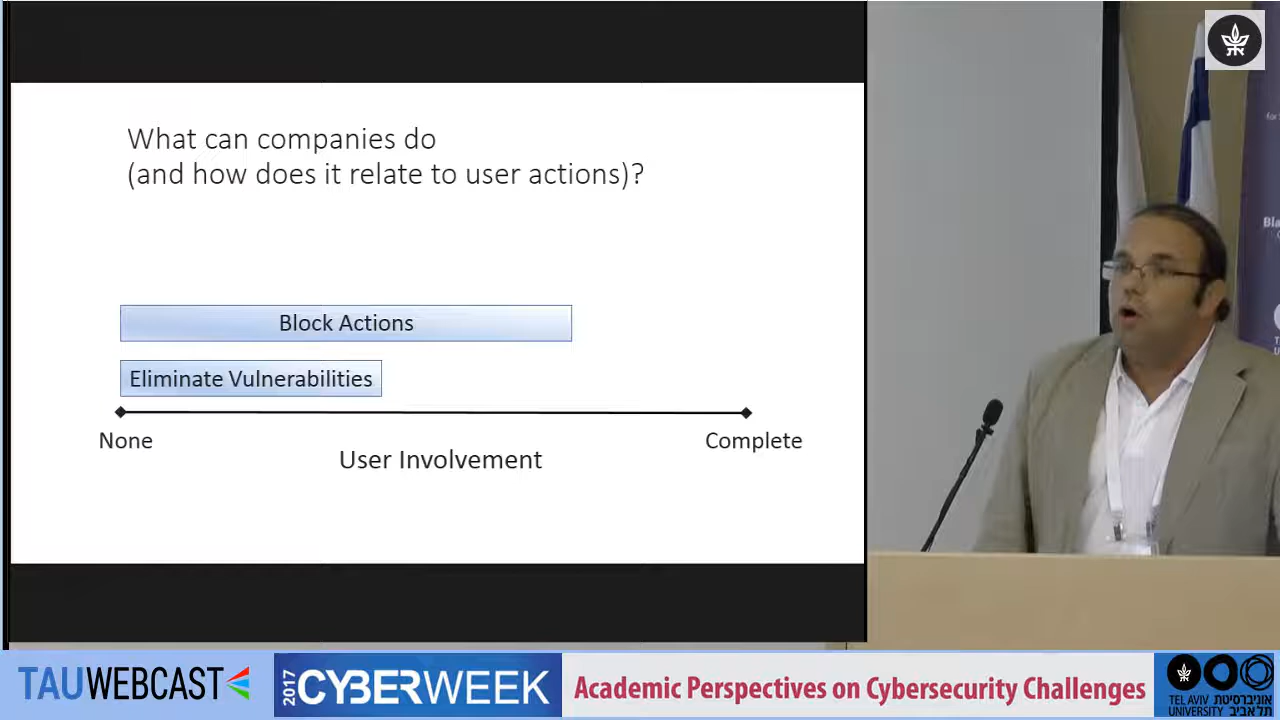 What can companies do
(and how does it relate to user actions)?
Block Actions
Eliminate Vulnerabilities
None
Complete
User Involvement
Bla
TAUWEBCAST
2017
CYBERWEEK
Academic Perspectives on Cybersecurity Challenges
TEL AVIV אוניברסיטת
UNIVERSITY תל אביב